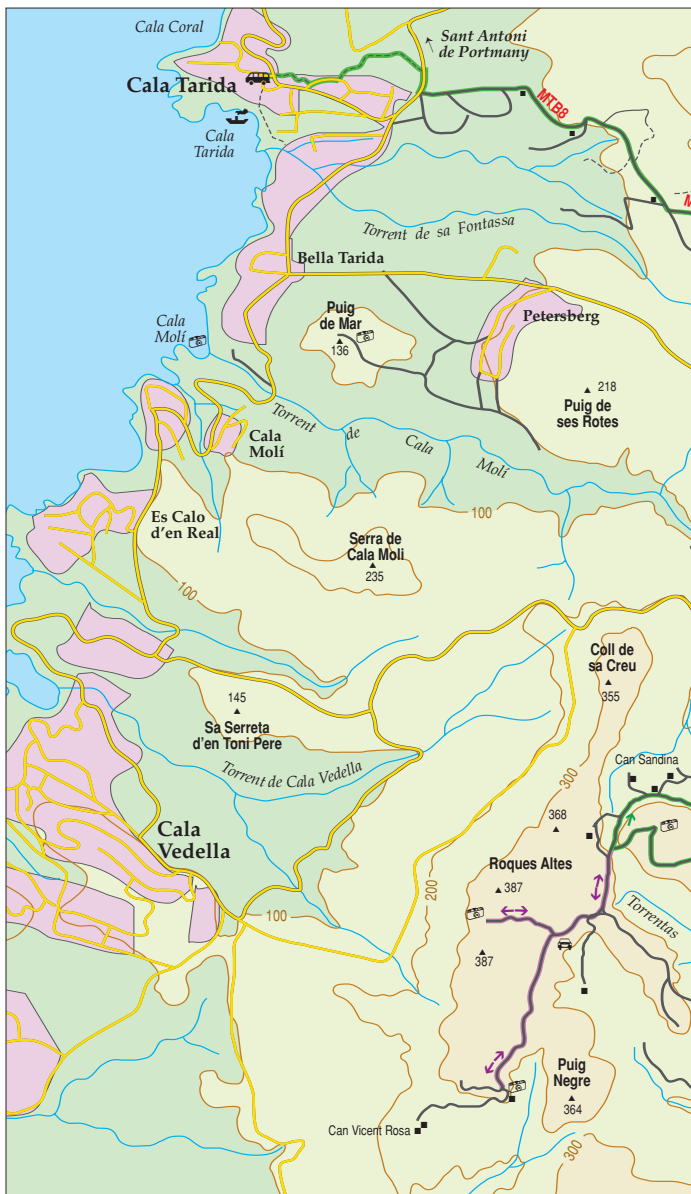 Cala Coral
Sant Antoni
de Portmany
Cala Tarida
Cala
Tarida
MTB8
M
Torrent de sa Fontassa
Bella Tarida
Cala
Molí
Puig
de Mar
136
Petersberg
218
Puig de
ses Rotes
Torrent de Cala Molí
Cala
Molí
100
Es Calo
d'en Real
Serra de
Cala Moli
235
100
Coll de
sa Creu
355
145
Sa Serreta
d'en Toni Pere
Torrent de Cala Vedella
Can Sandina
300
368
Cala
Vedella
Roques Altes
387
200
100
Torrentas
387
Puig
Negre
364
Can Vicent Rosa
300